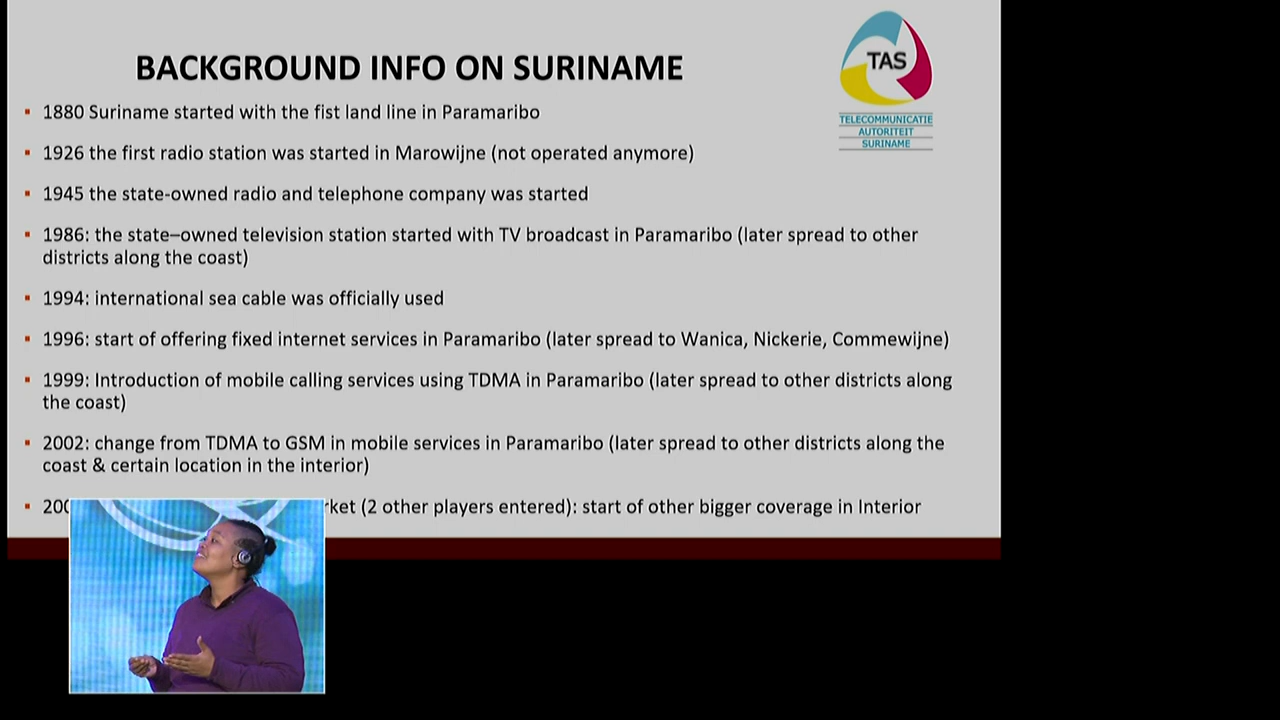 BACKGROUND INFO ON SURINAME
TAS
TELECOMMUNICATIE
AUTORITEIT
SURINAME
▪ 1880 Suriname started with the fist land line in Paramaribo
▪ 1926 the first radio station was started in Marowijne (not operated anymore)
▪ 1945 the state-owned radio and telephone company was started
▪ 1986: the state–owned television station started with TV broadcast in Paramaribo (later spread to other
districts along the coast)
▪ 1994: international sea cable was officially used
▪ 1996: start of offering fixed internet services in Paramaribo (later spread to Wanica, Nickerie, Commewijne)
▪ 1999: Introduction of mobile calling services using TDMA in Paramaribo (later spread to other districts along
the coast)
▪ 2002: change from TDMA to GSM in mobile services in Paramaribo (later spread to other districts along the
coast & certain location in the interior)
▪ (2 other players entered): start of other bigger coverage in Interior